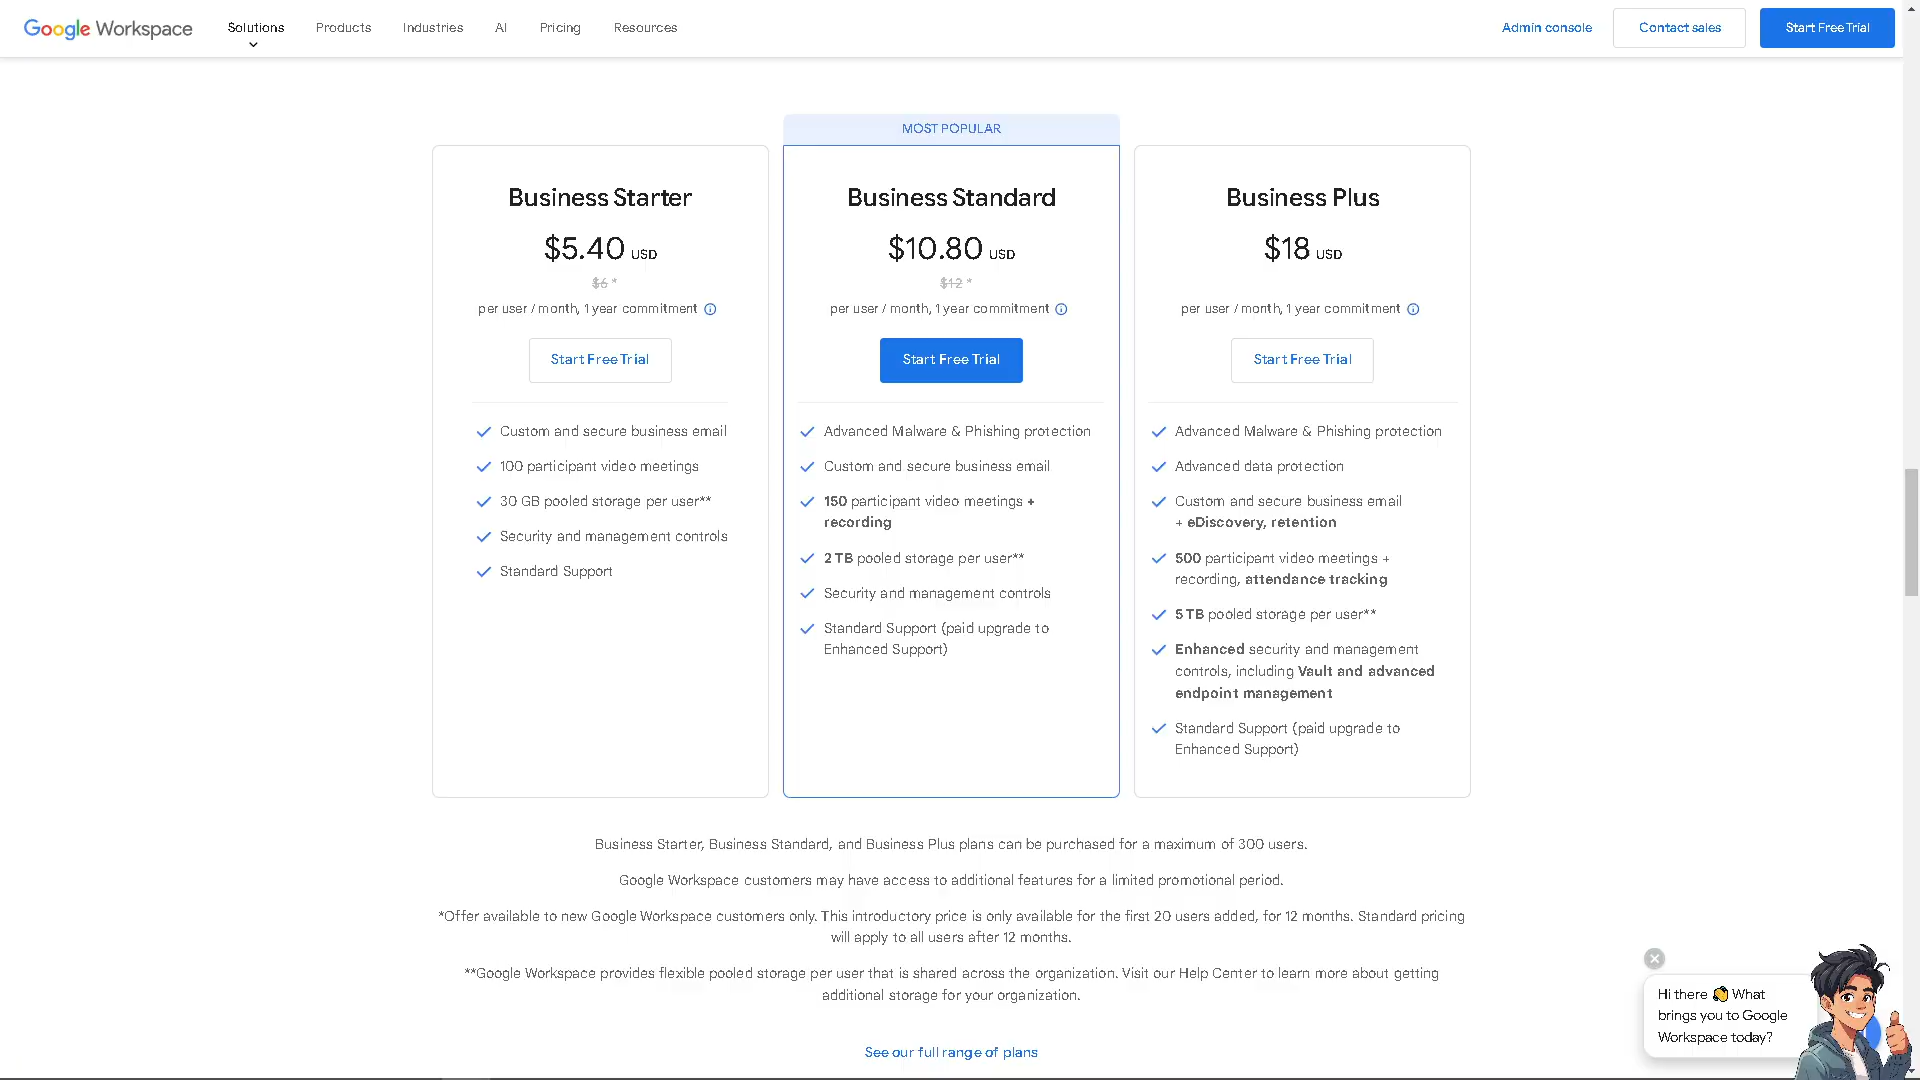 Google Workspace
Solutions
Products
Industries
AI
Pricing
Resources
Admin console
Contact sales
Start Free Trial
MOST POPULAR
Business Starter
$5.40 USD
$6 *
per user / month, 1 year commitment
Start Free Trial
Custom and secure business email
100 participant video meetings
30 GB pooled storage per user**
Security and management controls
Standard Support
Business Standard
$10.80 USD
$12 *
per user / month, 1 year commitment
Start Free Trial
Advanced Malware & Phishing protection
Custom and secure business email
150 participant video meetings +
recording
2 TB pooled storage per user**
Security and management controls
Standard Support (paid upgrade to
Enhanced Support)
Business Plus
$18 USD
per user / month, 1 year commitment
Start Free Trial
Advanced Malware & Phishing protection
Advanced data protection
Custom and secure business email
+ eDiscovery, retention
500 participant video meetings +
recording, attendance tracking
5 TB pooled storage per user**
Enhanced security and management
controls, including Vault and advanced
endpoint management
Standard Support (paid upgrade to
Enhanced Support)
Business Starter, Business Standard, and Business Plus plans can be purchased for a maximum of 300 users.
Google Workspace customers may have access to additional features for a limited promotional period.
*Offer available to new Google Workspace customers only. This introductory price is only available for the first 20 users added, for 12 months. Standard pricing
will apply to all users after 12 months.
**Google Workspace provides flexible pooled storage per user that is shared across the organization. Visit our Help Center to learn more about getting
additional storage for your organization.
See our full range of plans
Hi there 👋 What
brings you to Google
Workspace today?